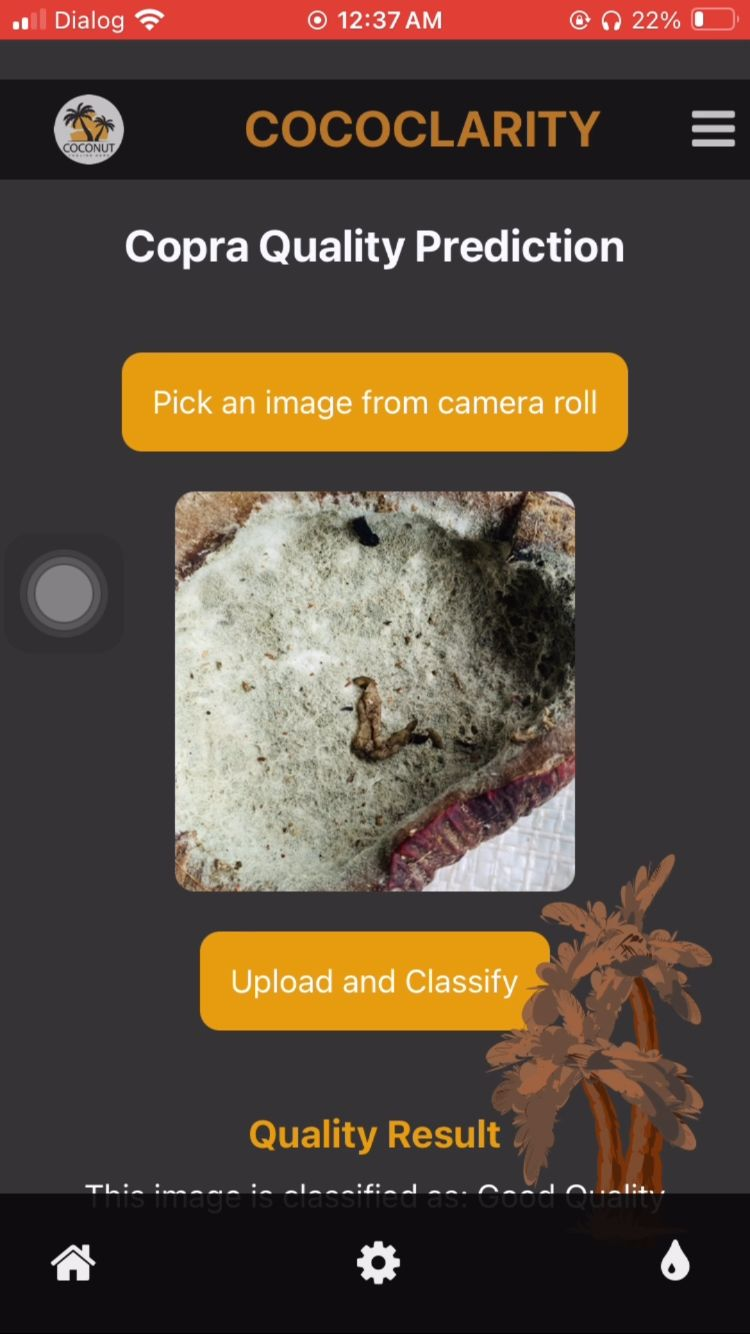 Dialog 12:37 AM 22%
COCONUT
COCOCLARITY
Copra Quality Prediction
Pick an image from camera roll
Upload and Classify
Quality Result
This image is classified as: Good Quality